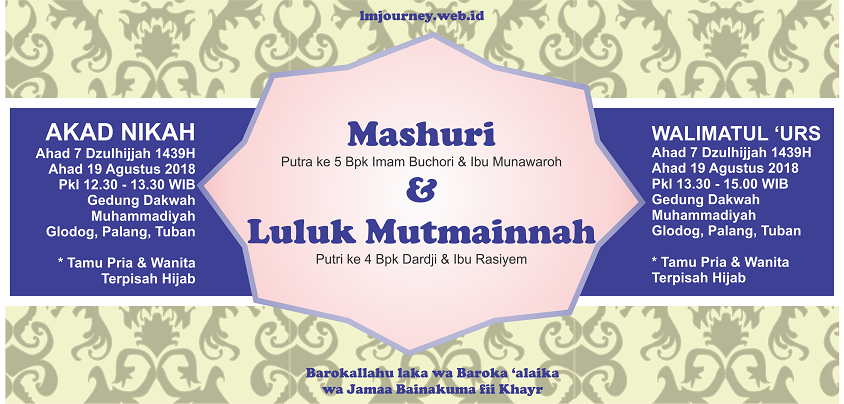 lmjourney.web.id
AKAD NIKAH
Ahad 7 Dzulhijjah 1439H
Ahad 19 Agustus 2018
Pkl 12.30 - 13.30 WIB
Gedung Dakwah
Muhammadiyah
Glodog, Palang, Tuban
* Tamu Pria & Wanita
Terpisah Hijab
Mashuri
Putra ke 5 Bpk Imam Buchori & Ibu Munawaroh
&
Luluk Mutmainnah
Putri ke 4 Bpk Dardji & Ibu Rasiyem
WALIMATUL ‘URS
Ahad 7 Dzulhijjah 1439H
Ahad 19 Agustus 2018
Pkl 13.30 - 15.00 WIB
Gedung Dakwah
Muhammadiyah
Glodog, Palang, Tuban
* Tamu Pria & Wanita
Terpisah Hijab
Barokallahu laka wa Baroka ‘alaika
wa Jamaa Bainakuma fii Khayr